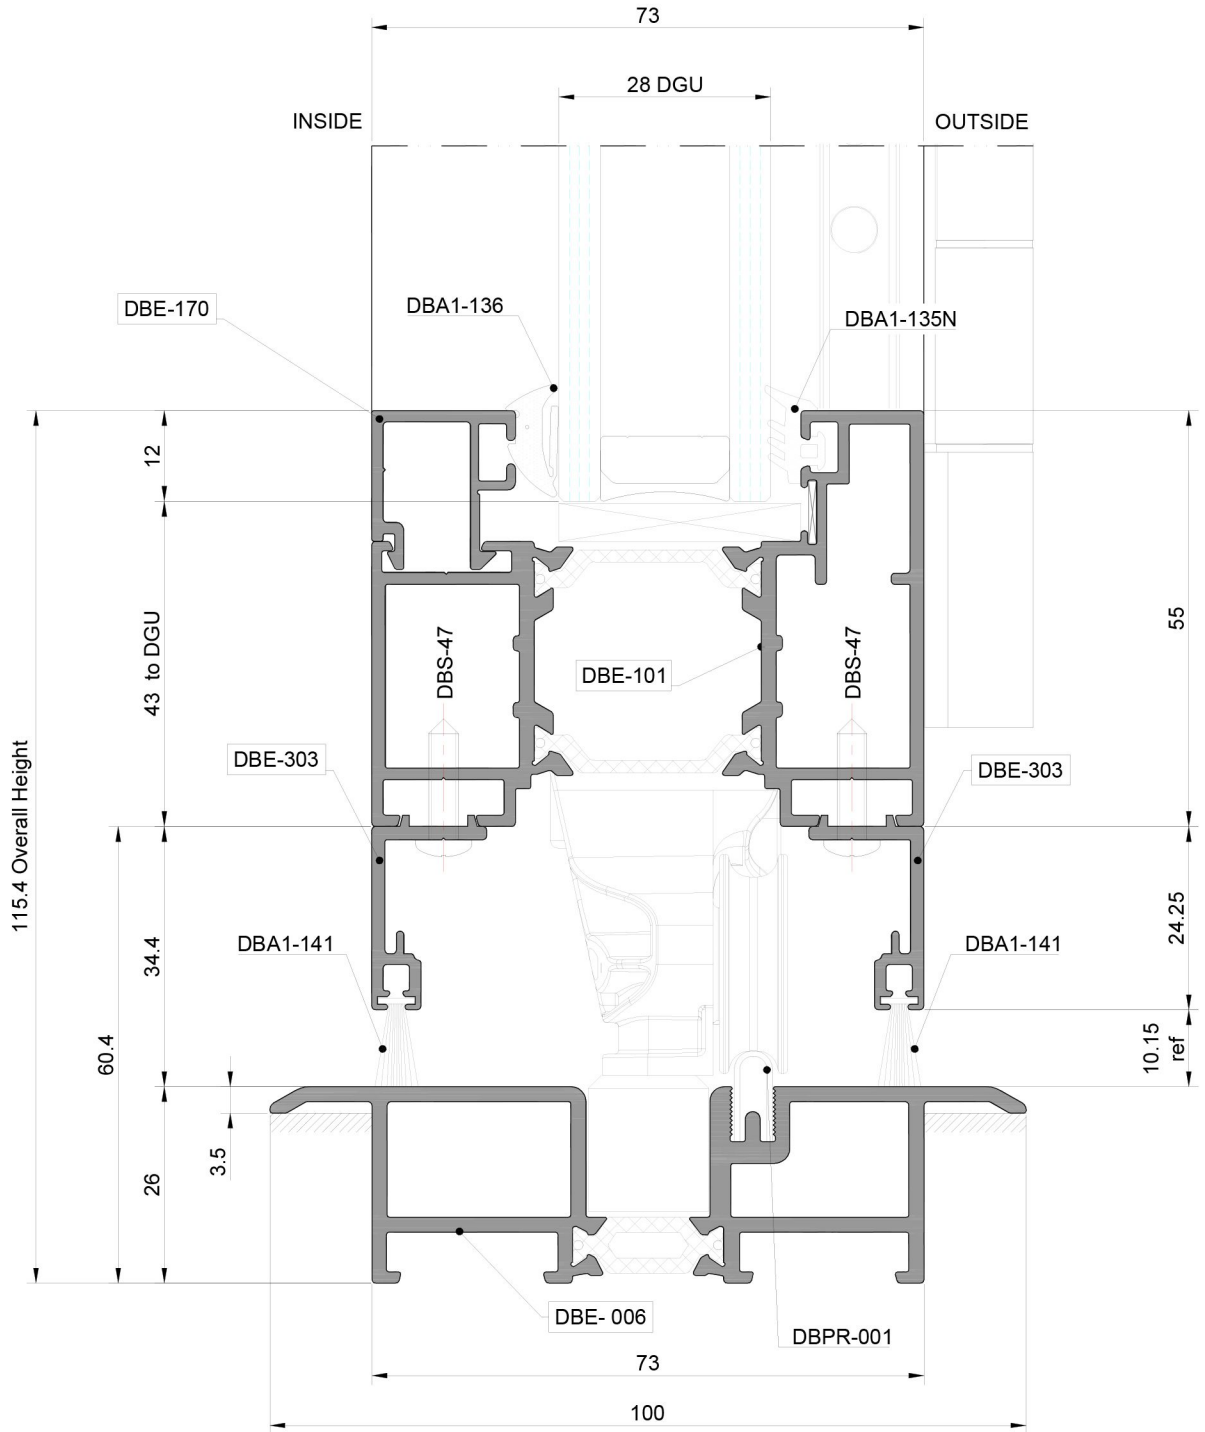 73
28 DGU
INSIDE
OUTSIDE
DBE-170
DBA1-136
DBA1-135N
12
43 to DGU
55
DBS-47
DBS-47
DBE-101
DBE-303
DBE-303
115.4 Overall Height
34.4
24.25
DBA1-141
DBA1-141
60.4
10.15
ref
3.5
26
DBE- 006
DBPR-001
73
100